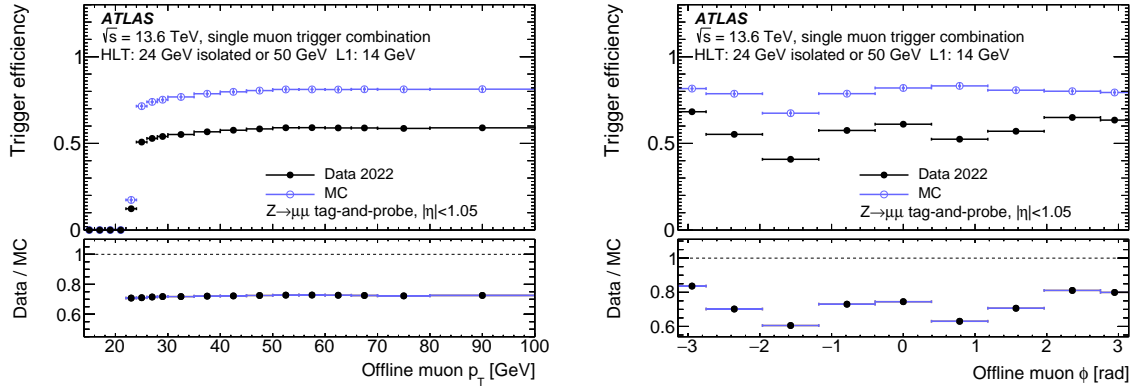 ATLAS
√s = 13.6 TeV, single muon trigger combination
HLT: 24 GeV isolated or 50 GeV L1: 14 GeV
Trigger efficiency
1
0.5
0
Data 2022
MC
Z→μμ tag-and-probe, |η|<1.05
Data / MC
1
0.8
0.6
20 30 40 50 60 70 80 90 100
Offline muon pT [GeV]
ATLAS
√s = 13.6 TeV, single muon trigger combination
HLT: 24 GeV isolated or 50 GeV L1: 14 GeV
Trigger efficiency
1
0.5
0
Data 2022
MC
Z→μμ tag-and-probe, |η|<1.05
Data / MC
1
0.8
0.6
−3 −2 −1 0 1 2 3
Offline muon ϕ [rad]